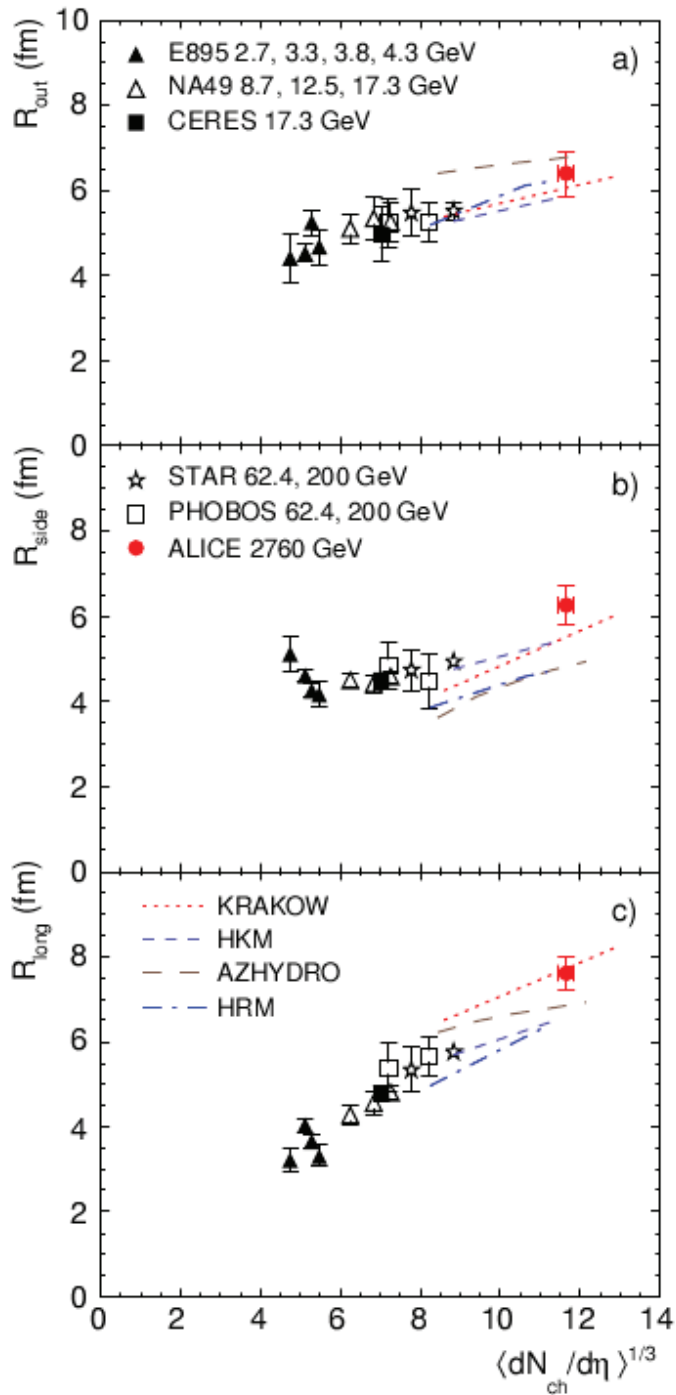 10
8
6
4
2
0
R_out (fm)
a)
E895 2.7, 3.3, 3.8, 4.3 GeV
NA49 8.7, 12.5, 17.3 GeV
CERES 17.3 GeV
8
6
4
2
0
R_side (fm)
b)
STAR 62.4, 200 GeV
PHOBOS 62.4, 200 GeV
ALICE 2760 GeV
8
6
4
2
0
R_long (fm)
c)
KRAKOW
HKM
AZHYDRO
HRM
0 2 4 6 8 10 12 14
⟨dN_ch/dη⟩^1/3